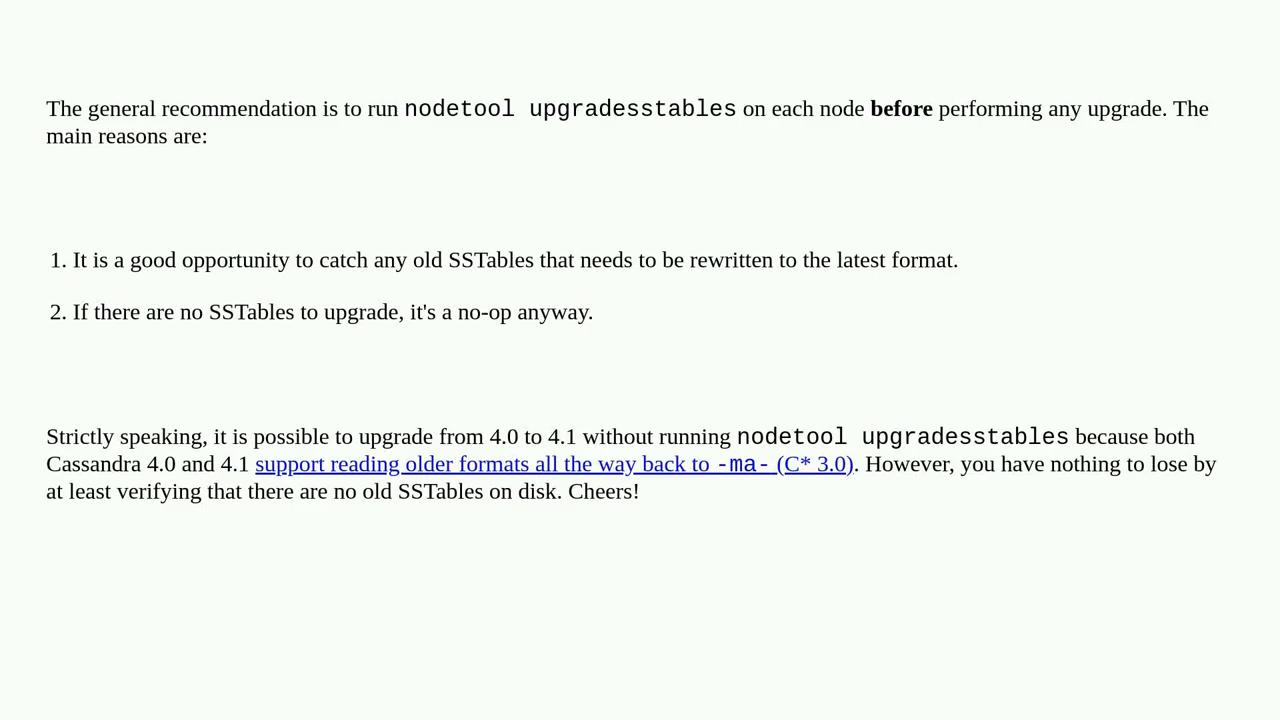 The general recommendation is to run nodetool upgradesstables on each node before performing any upgrade. The
main reasons are:
1. It is a good opportunity to catch any old SSTables that needs to be rewritten to the latest format.
2. If there are no SSTables to upgrade, it's a no-op anyway.
Strictly speaking, it is possible to upgrade from 4.0 to 4.1 without running nodetool upgradesstables because both
Cassandra 4.0 and 4.1 support reading older formats all the way back to -ma- (C* 3.0). However, you have nothing to lose by
at least verifying that there are no old SSTables on disk. Cheers!